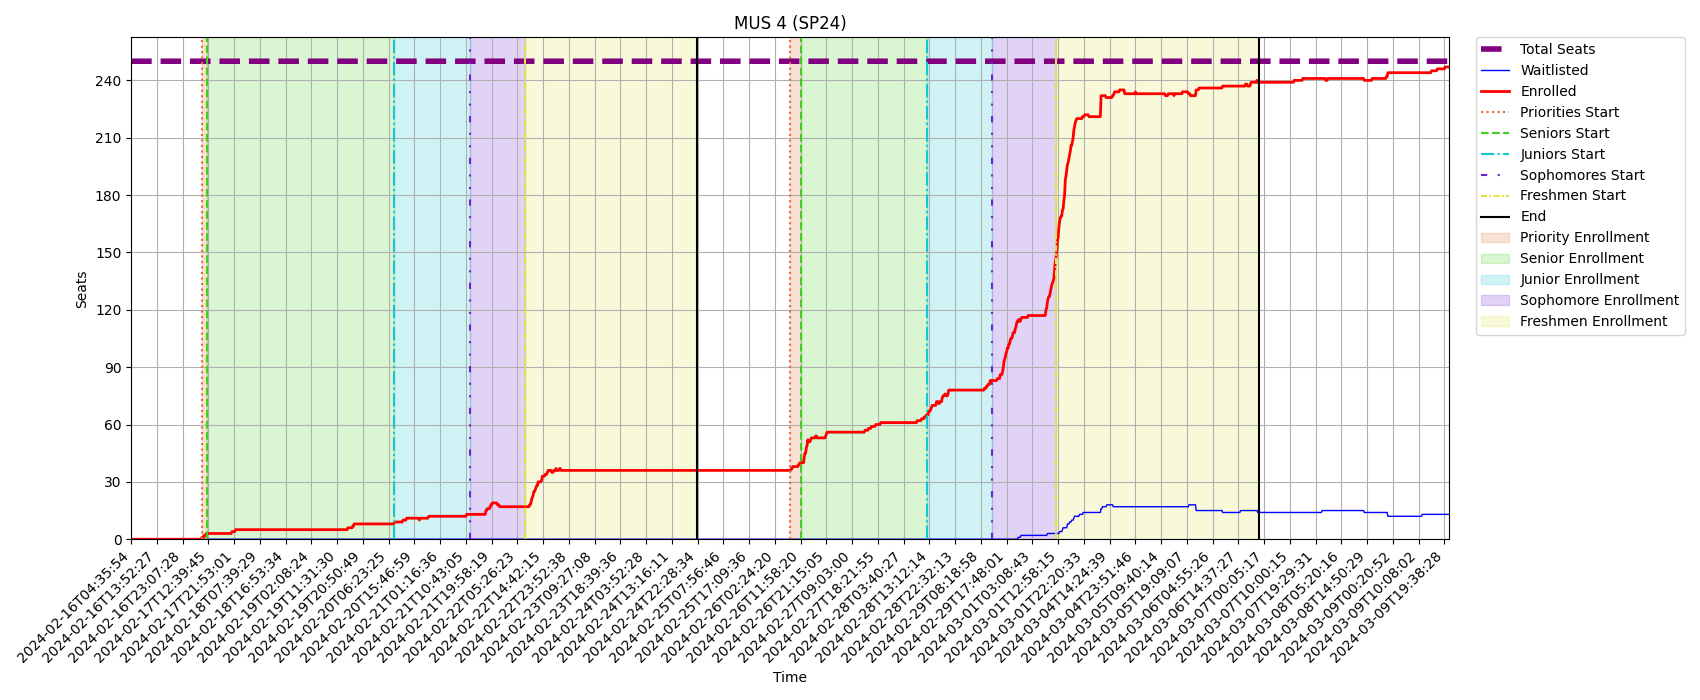 MUS 4 (SP24)
Seats
240
210
180
150
120
90
60
30
0
2024-02-16T04:35:54
2024-02-16T13:52:27
2024-02-16T23:07:28
2024-02-17T12:39:45
2024-02-17T21:53:01
2024-02-18T07:39:29
2024-02-18T16:53:34
2024-02-19T02:08:24
2024-02-19T11:31:30
2024-02-19T20:50:49
2024-02-20T06:23:25
2024-02-20T15:46:59
2024-02-21T01:16:36
2024-02-21T10:43:05
2024-02-21T19:58:19
2024-02-22T05:26:23
2024-02-22T14:42:15
2024-02-22T23:52:38
2024-02-23T09:27:08
2024-02-23T18:39:36
2024-02-24T03:52:28
2024-02-24T13:16:11
2024-02-24T22:28:34
2024-02-25T07:56:46
2024-02-25T17:09:36
2024-02-26T02:24:20
2024-02-26T11:58:20
2024-02-26T21:15:05
2024-02-27T09:03:00
2024-02-27T18:21:55
2024-02-28T03:40:27
2024-02-28T13:12:14
2024-02-28T22:32:13
2024-02-29T08:18:58
2024-02-29T17:48:01
2024-03-01T03:08:43
2024-03-01T12:58:15
2024-03-01T22:20:33
2024-03-04T14:24:39
2024-03-04T23:51:46
2024-03-05T09:40:14
2024-03-05T19:09:07
2024-03-06T04:55:26
2024-03-06T14:37:27
2024-03-07T00:05:17
2024-03-07T10:00:15
2024-03-07T19:29:31
2024-03-08T05:20:16
2024-03-08T14:50:29
2024-03-09T00:20:52
2024-03-09T10:08:02
2024-03-09T19:38:28
Time
Total Seats
Waitlisted
Enrolled
Priorities Start
Seniors Start
Juniors Start
Sophomores Start
Freshmen Start
End
Priority Enrollment
Senior Enrollment
Junior Enrollment
Sophomore Enrollment
Freshmen Enrollment